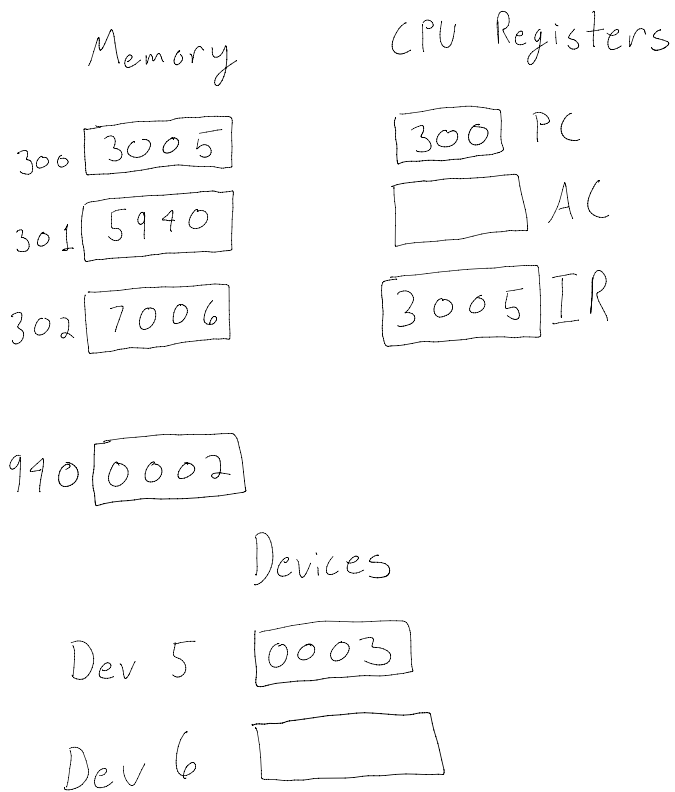 Memory CPU Registers
300 3005 300 PC
301 5940 AC
302 7006 3005 IR
940 0002
Devices
Dev 5 0003
Dev 6